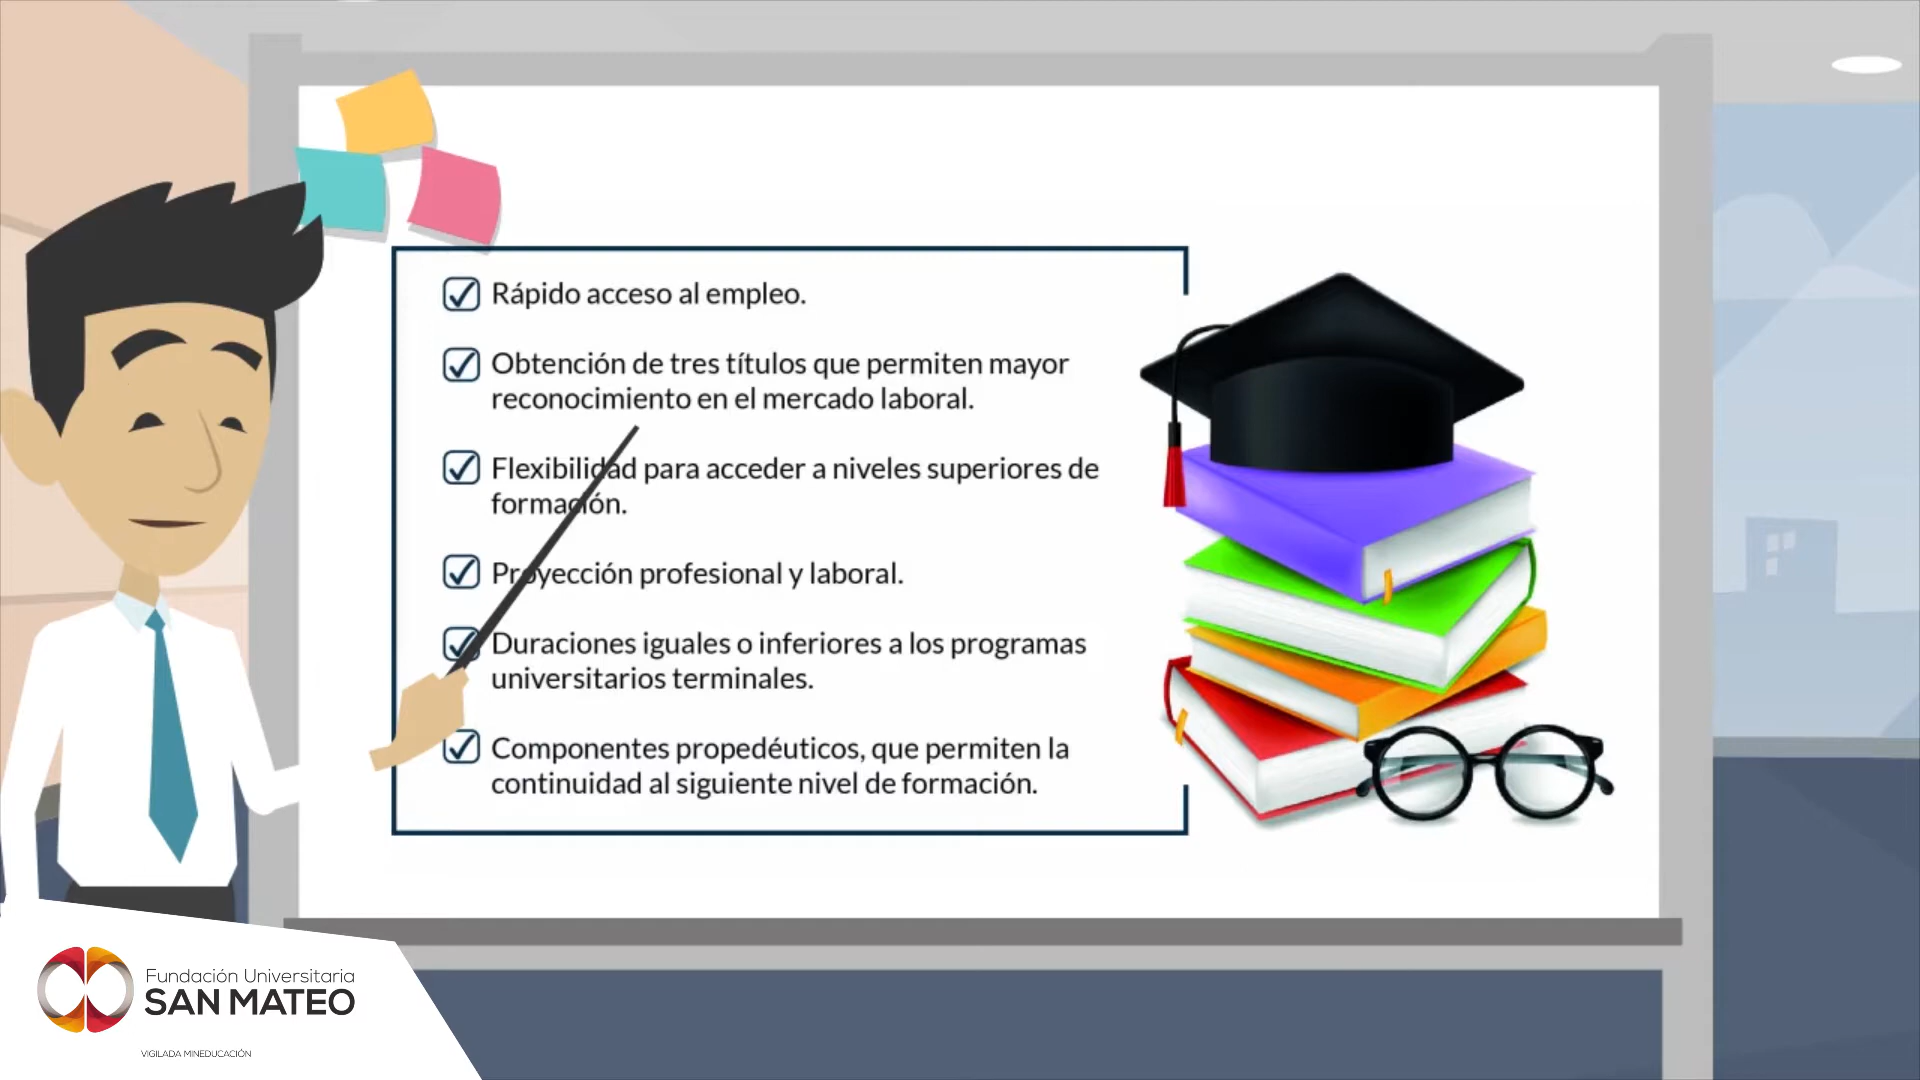 Rápido acceso al empleo.
Obtención de tres títulos que permiten mayor
reconocimiento en el mercado laboral.
Flexibilidad para acceder a niveles superiores de
formación.
Proyección profesional y laboral.
Duraciones iguales o inferiores a los programas
universitarios terminales.
Componentes propedéuticos, que permiten la
continuidad al siguiente nivel de formación.
Fundación Universitaria
SAN MATEO
VIGILADA MINEDUCACIÓN